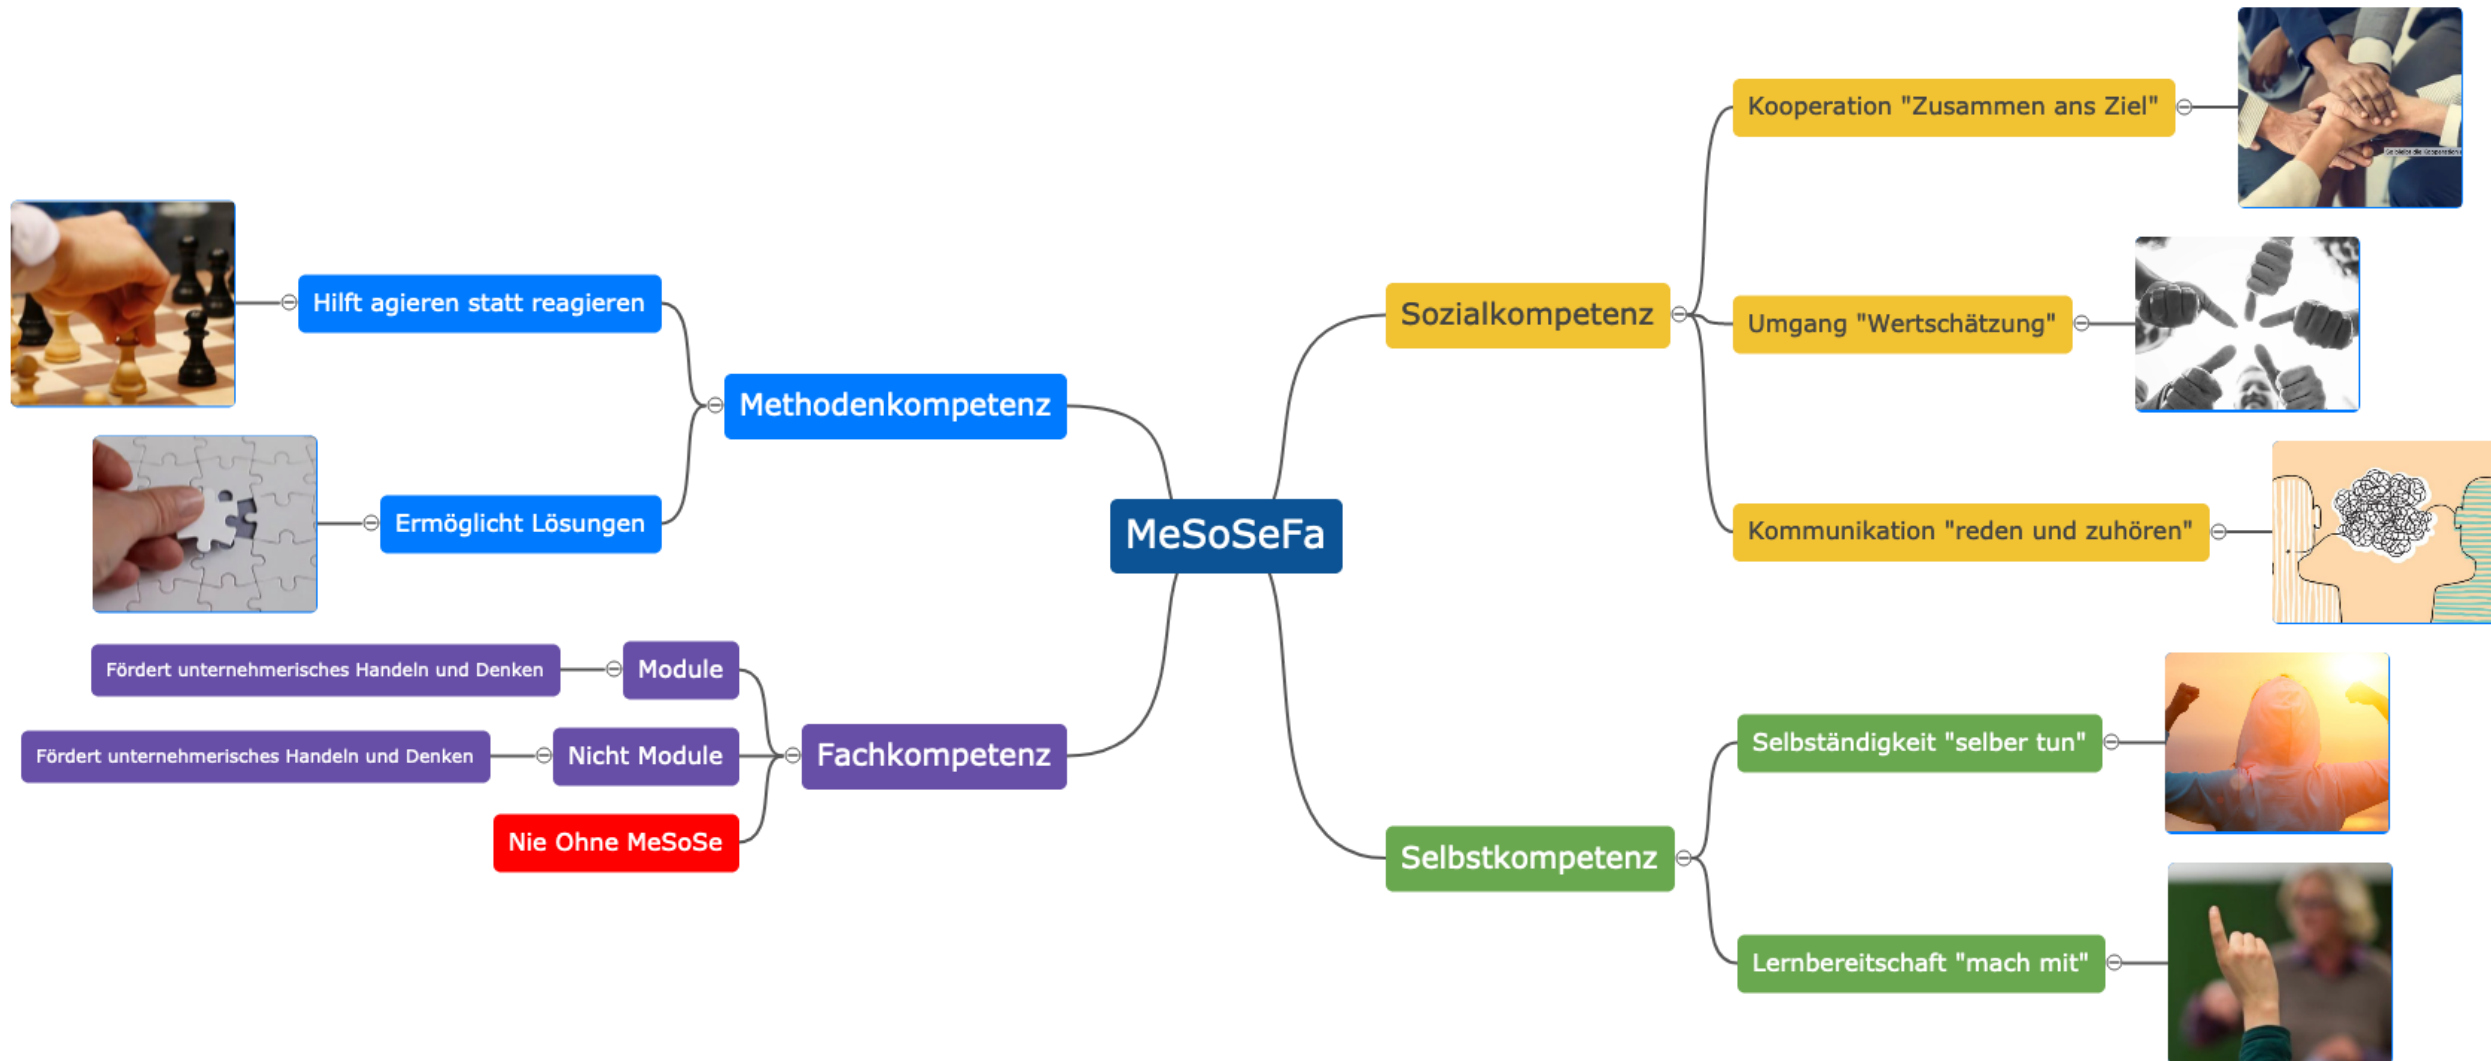 MeSoSeFa
Methodenkompetenz
Hilft agieren statt reagieren
Ermöglicht Lösungen
Fachkompetenz
Module
Fördert unternehmerisches Handeln und Denken
Nicht Module
Fördert unternehmerisches Handeln und Denken
Nie Ohne MeSoSe
Sozialkompetenz
Kooperation "Zusammen ans Ziel"
Umgang "Wertschätzung"
Kommunikation "reden und zuhören"
Selbstkompetenz
Selbständigkeit "selber tun"
Lernbereitschaft "mach mit"